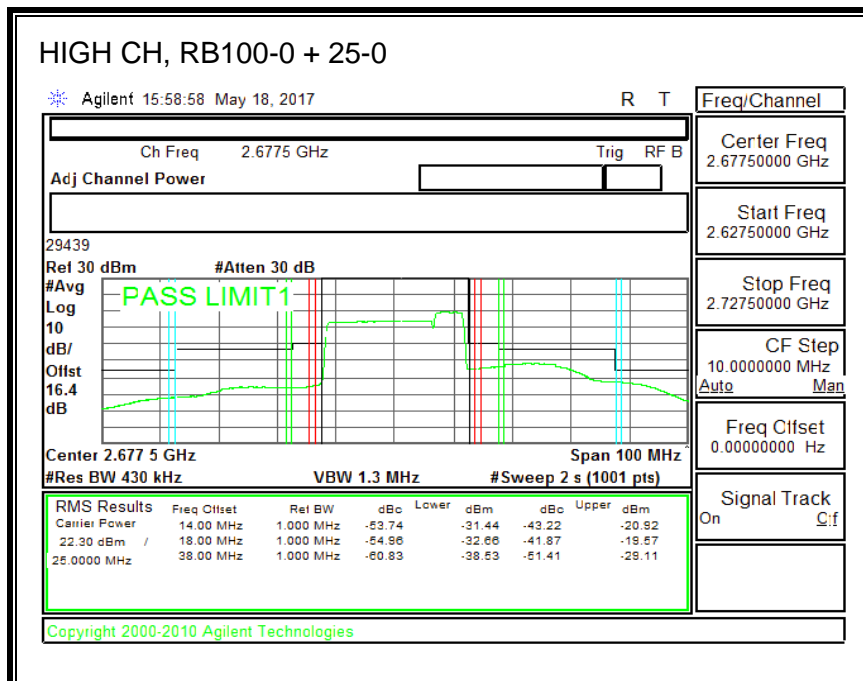 HIGH CH, RB100-0 + 25-0
Agilent 15:58:58 May 18, 2017 R T
Freq/Channel
Ch Freq 2.6775 GHz Trig RF B
Adj Channel Power
Center Freq
2.67750000 GHz
Start Freq
2.62750000 GHz
29439
Ref 30 dBm #Atten 30 dB
#Avg
Log
10
dB/
Offst
16.4
dB
PASS LIMIT1
Stop Freq
2.72750000 GHz
CF Step
10.0000000 MHz
Auto Man
Freq Offset
0.00000000 Hz
Center 2.677 5 GHz Span 100 MHz
#Res BW 430 kHz VBW 1.3 MHz #Sweep 2 s (1001 pts)
Signal Track
On Off
RMS Results Freq Offset Ref BW dBc Lower dBm dBc Upper dBm
Carrier Power 14.00 MHz 1.000 MHz -53.74 -31.44 -43.22 -20.92
22.30 dBm / 18.00 MHz 1.000 MHz -54.96 -32.66 -41.87 -19.57
25.0000 MHz 38.00 MHz 1.000 MHz -60.83 -38.53 -51.41 -29.11
Copyright 2000-2010 Agilent Technologies